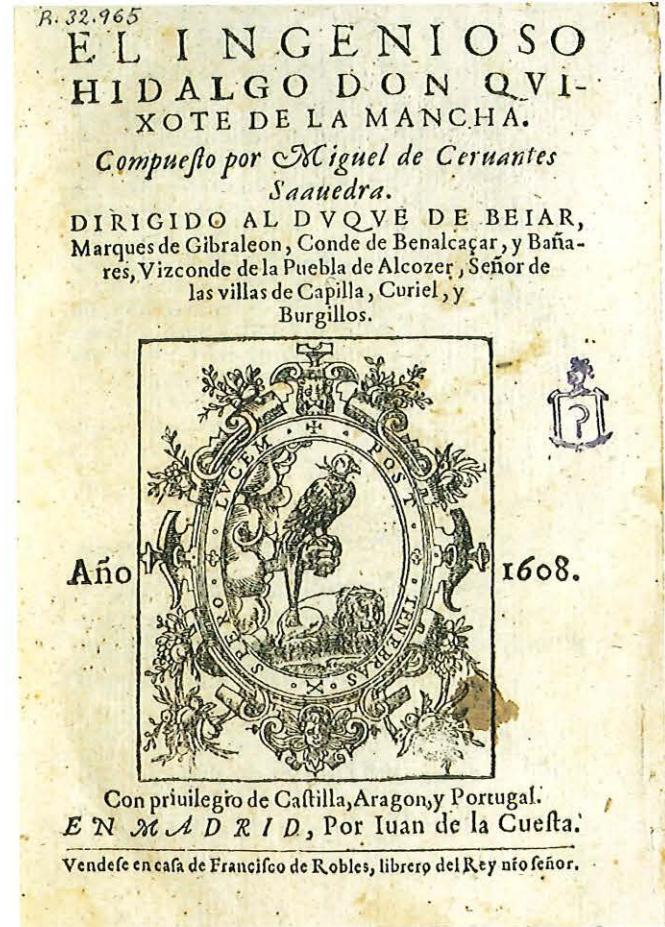 R. 32.965
EL INGENIOSO
HIDALGO DON QVI-
XOTE DE LA MANCHA.
Compueſto por Miguel de Ceruantes
Saauedra.
DIRIGIDO AL DVQVE DE BEIAR,
Marques de Gibraleon, Conde de Benalcaçar, y Baña-
res, Vizconde de la Puebla de Alcozer, Señor de
las villas de Capilla, Curiel, y
Burgillos.
SPERO LVCEM POST TENEBRAS
Año 1608.
Con priuilegio de Caſtilla, Aragon, y Portugal.
EN MADRID, Por Iuan de la Cueſta.
Vendeſe en caſa de Franciſco de Robles, librero del Rey nro ſeñor.